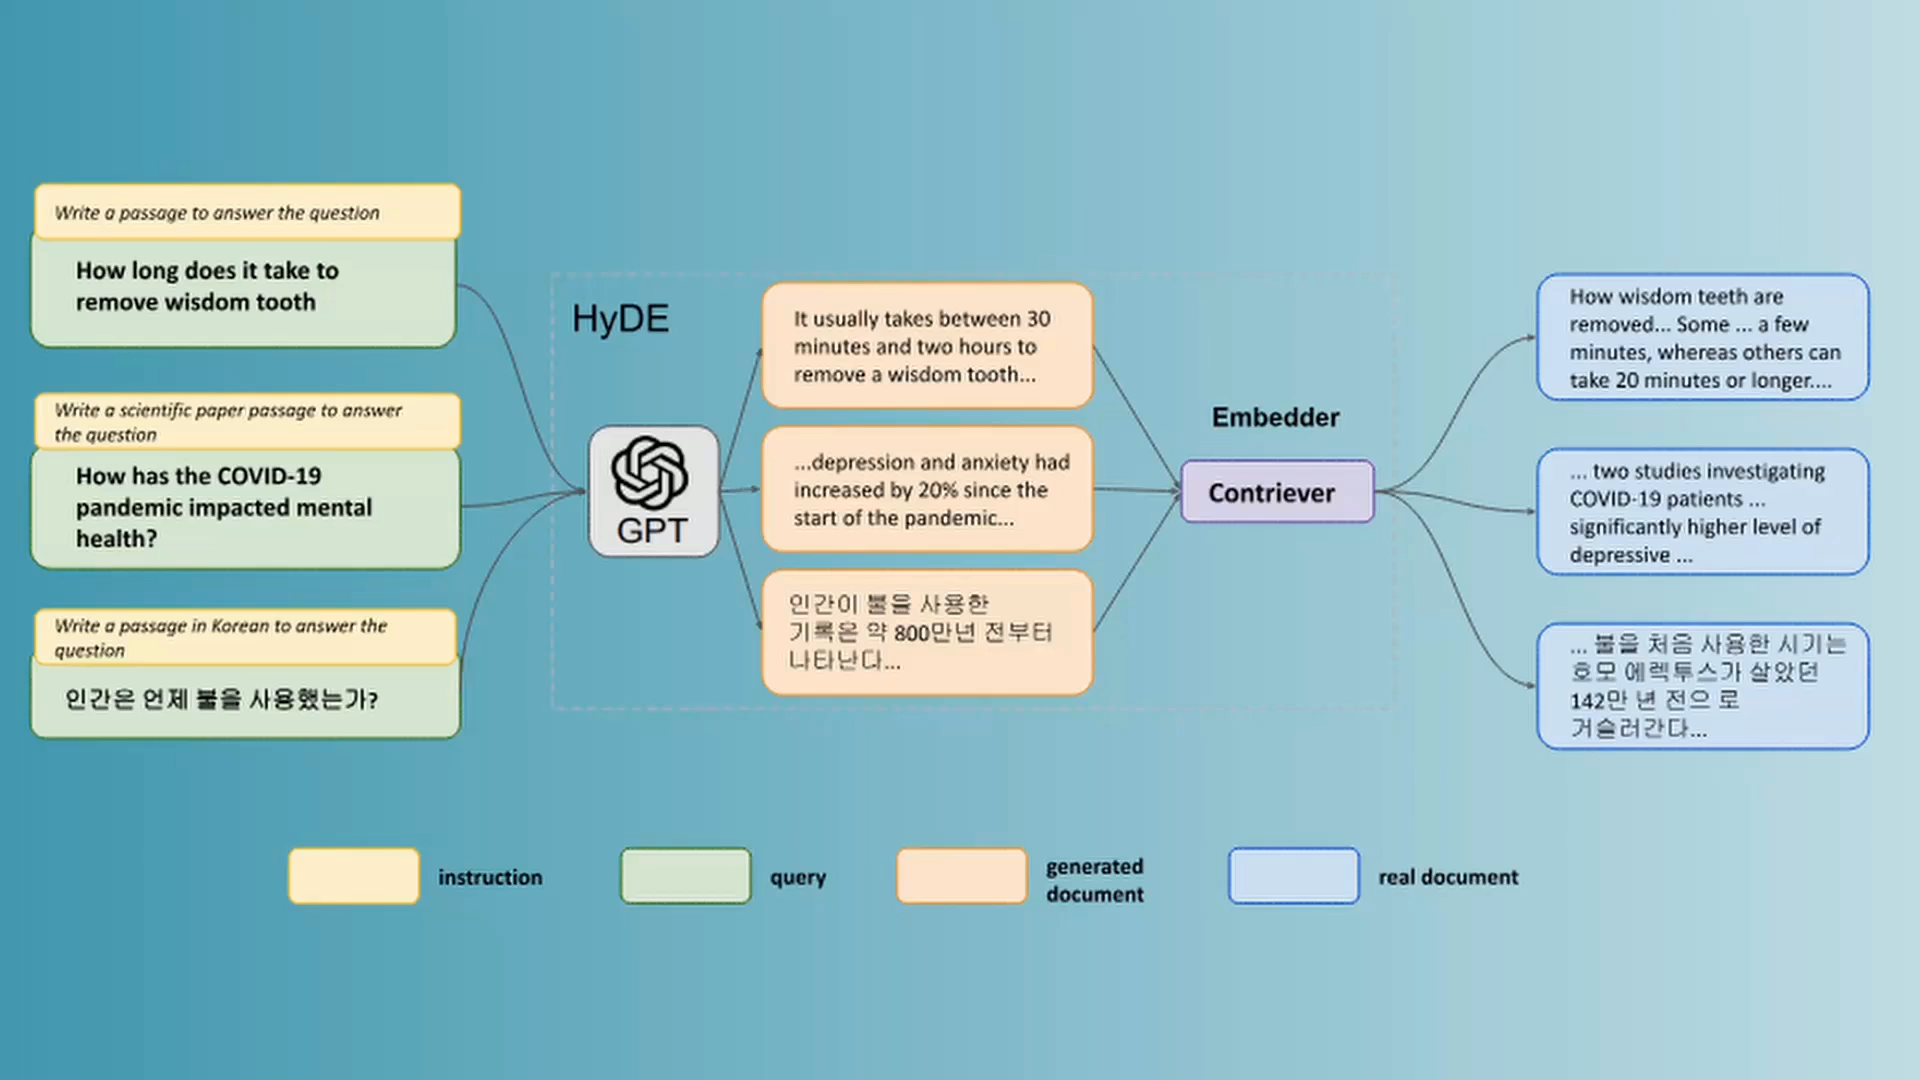 Write a passage to answer the question
How long does it take to
remove wisdom tooth
Write a scientific paper passage to answer
the question
How has the COVID-19
pandemic impacted mental
health?
Write a passage in Korean to answer the
question
인간은 언제 불을 사용했는가?
HyDE
GPT
It usually takes between 30
minutes and two hours to
remove a wisdom tooth...
...depression and anxiety had
increased by 20% since the
start of the pandemic...
인간이 불을 사용한
기록은 약 800만년 전부터
나타난다...
Embedder
Contriever
How wisdom teeth are
removed... Some ... a few
minutes, whereas others can
take 20 minutes or longer....
... two studies investigating
COVID-19 patients ...
significantly higher level of
depressive ...
... 불을 처음 사용한 시기는
호모 에렉투스가 살았던
142만 년 전으 로
거슬러간다...
instruction
query
generated
document
real document